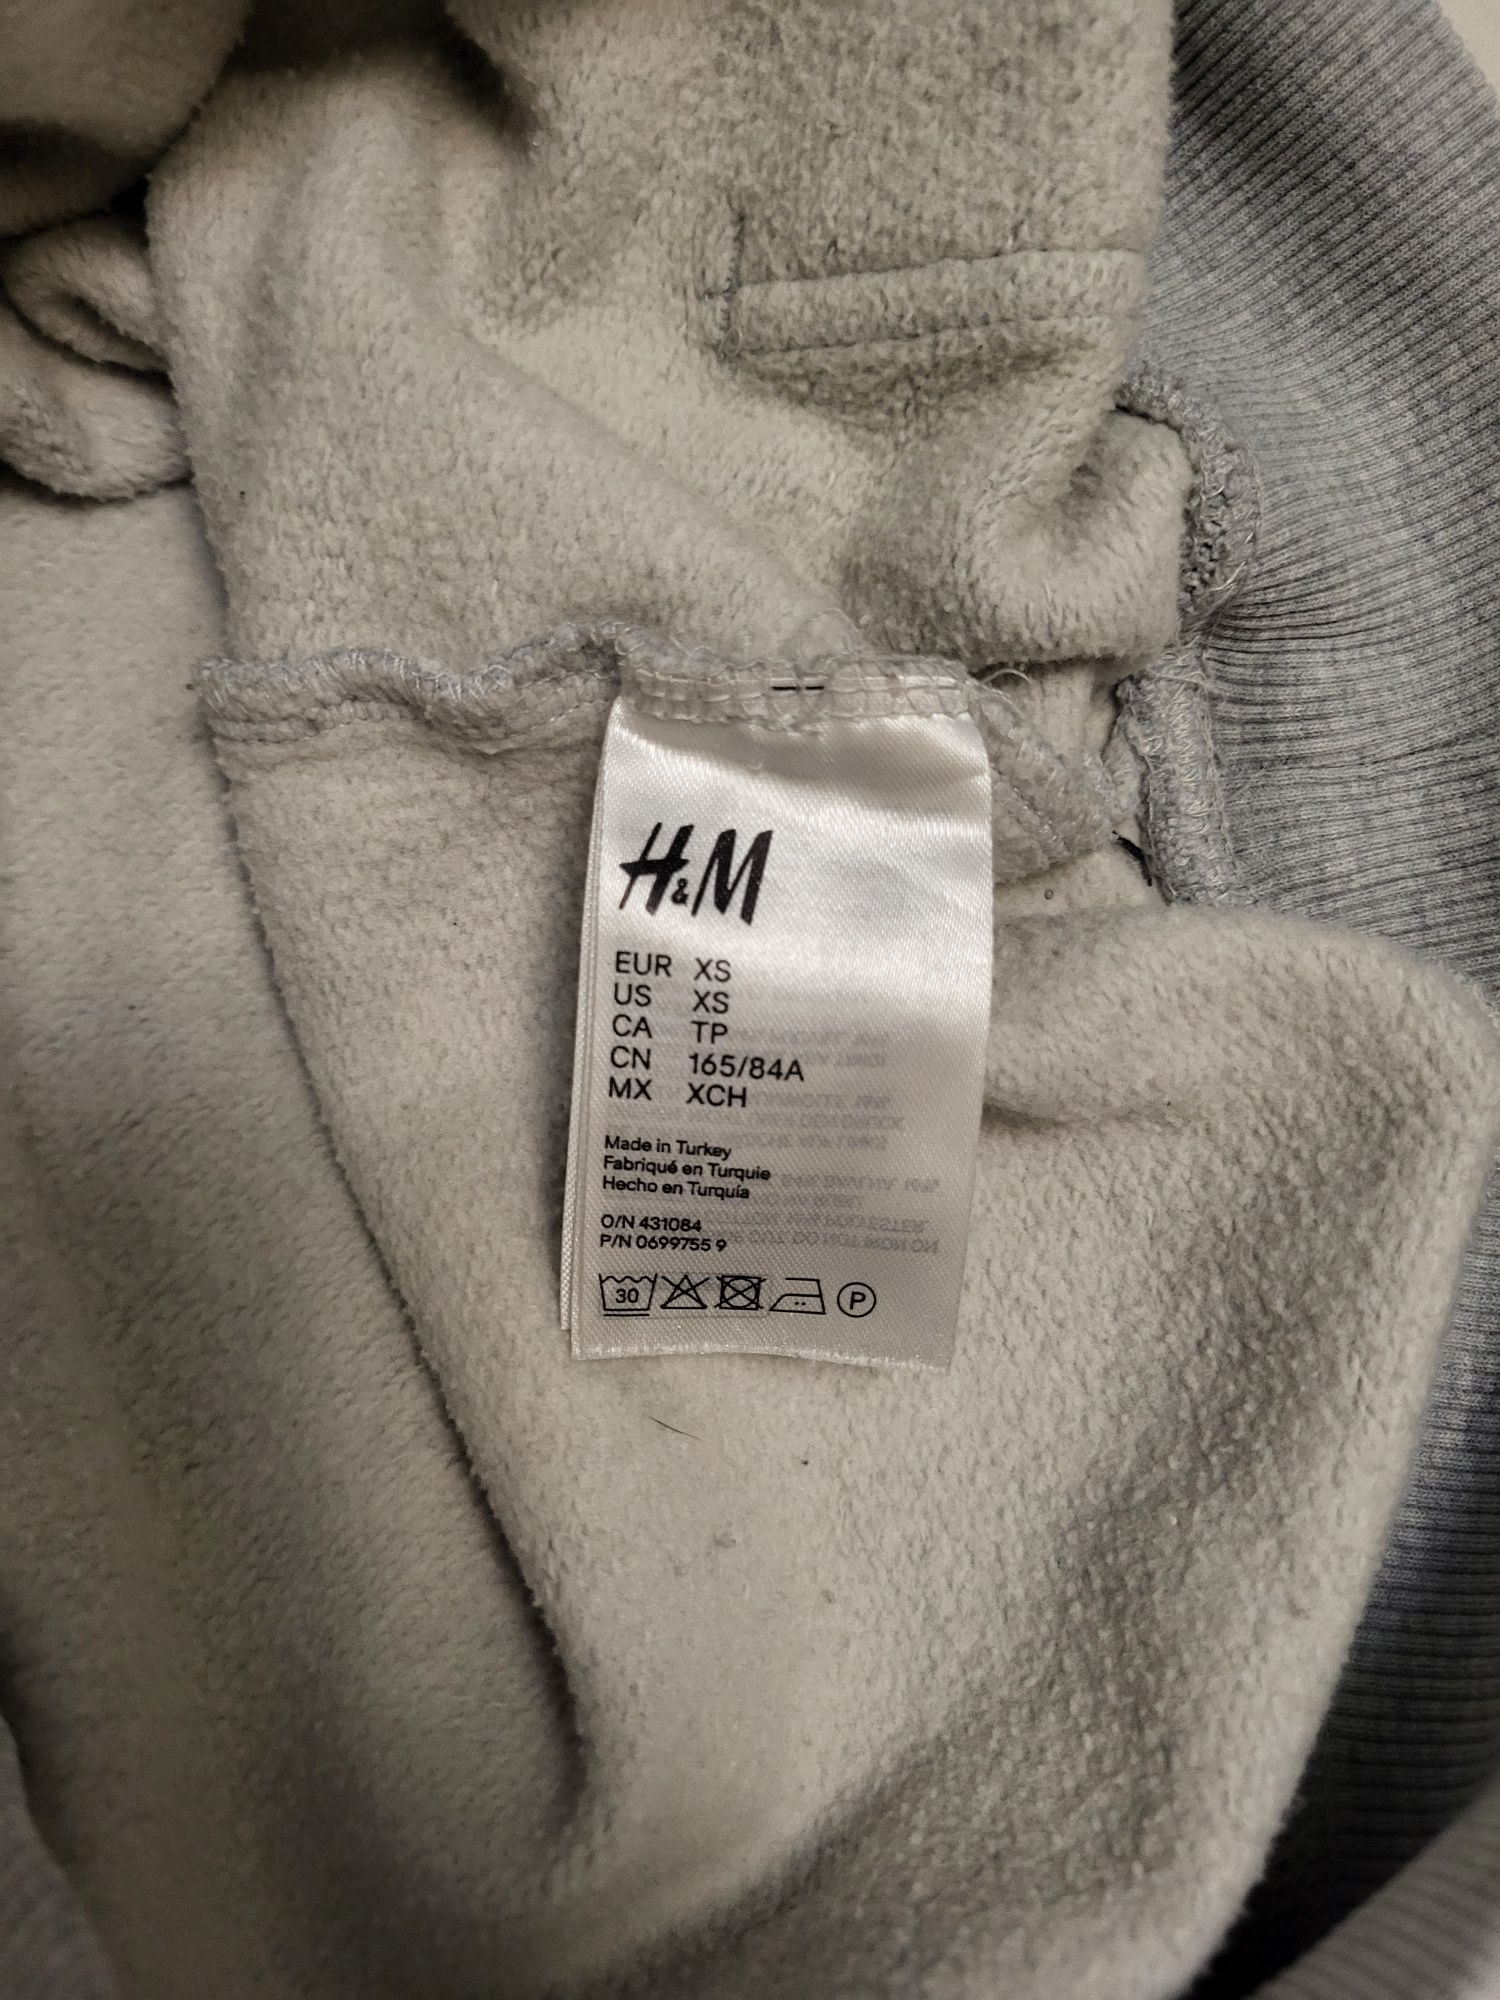 H&M
EUR XS
US XS
CA TP
CN 165/84A
MX XCH
Made in Turkey
Fabriqué en Turquie
Hecho en Turquía
O/N 431084
P/N 0699755 9
30
P